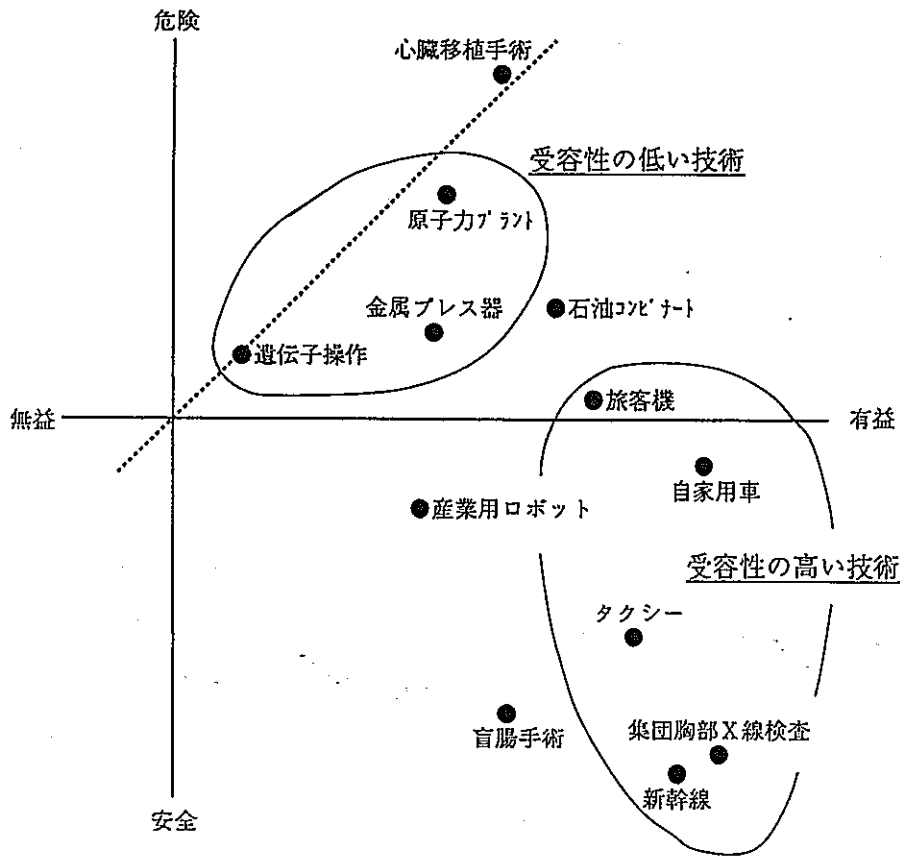 危険
心臓移植手術
受容性の低い技術
原子力プラント
金属プレス器
石油コンビナート
遺伝子操作
旅客機
無益
有益
自家用車
産業用ロボット
受容性の高い技術
タクシー
盲腸手術
集団胸部X線検査
新幹線
安全